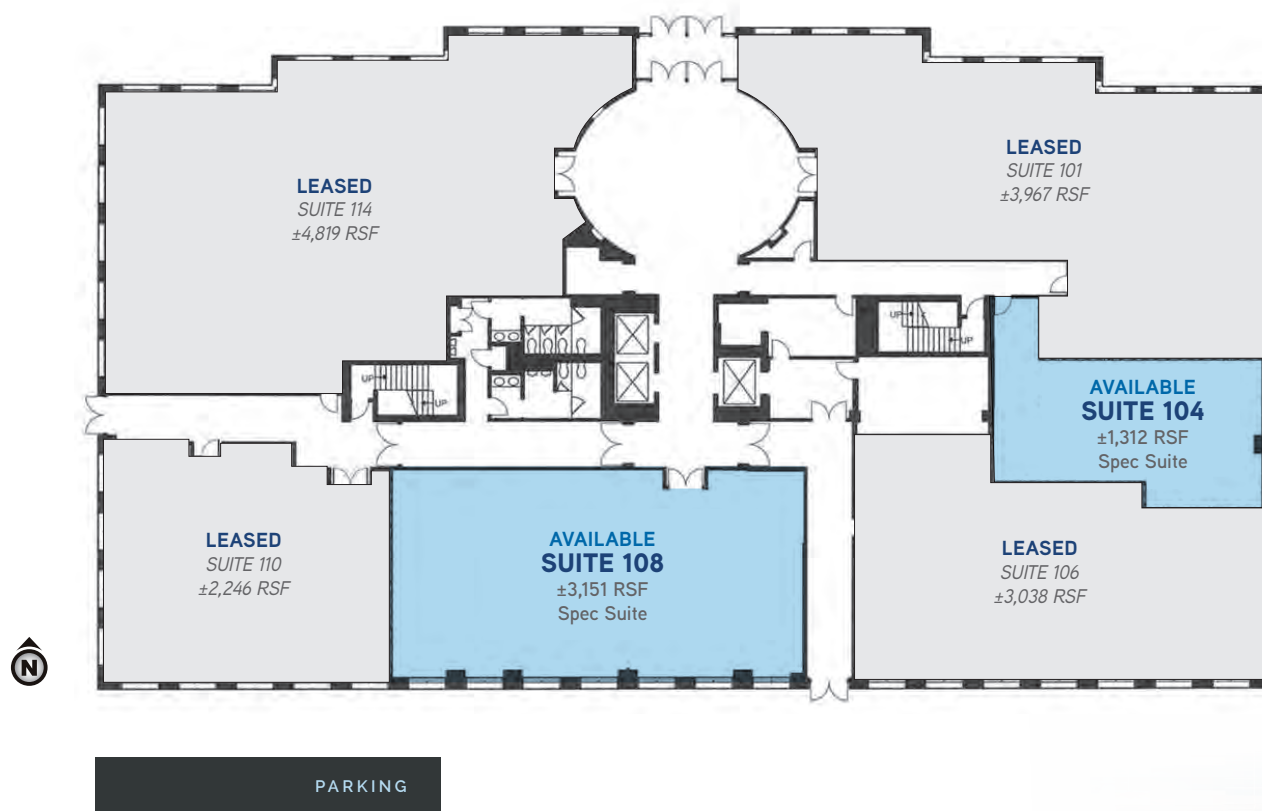 LEASED
SUITE 114
±4,819 RSF
LEASED
SUITE 101
±3,967 RSF
UP
UP
UP
UP
AVAILABLE
SUITE 104
±1,312 RSF
Spec Suite
LEASED
SUITE 110
±2,246 RSF
AVAILABLE
SUITE 108
±3,151 RSF
Spec Suite
LEASED
SUITE 106
±3,038 RSF
N
PARKING